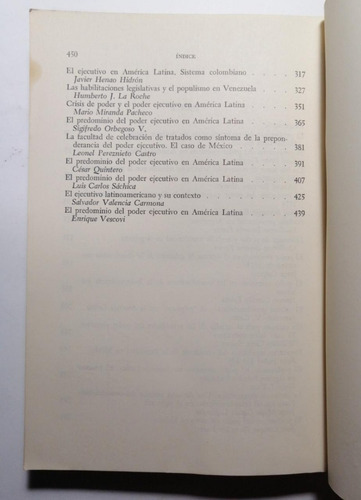 450 ÍNDICE
El ejecutivo en América Latina. Sistema colombiano . . . . 317
Javier Henao Hidrón
Las habilitaciones legislativas y el populismo en Venezuela . . 327
Humberto J. La Roche
Crisis de poder y el poder ejecutivo en América Latina . . . 351
Mario Miranda Pacheco
El predominio del poder ejecutivo en América Latina . . . . 365
Sigifredo Orbegoso V.
La facultad de celebración de tratados como síntoma de la prepon-
derancia del poder ejecutivo. El caso de México . . . . . 381
Leonel Pereznieto Castro
El predominio del poder ejecutivo en América Latina . . . . 391
César Quintero
El predominio del poder ejecutivo en América Latina . . . . 407
Luis Carlos Sáchica
El ejecutivo latinoamericano y su contexto . . . . . . . 425
Salvador Valencia Carmona
El predominio del poder ejecutivo en América Latina . . . . 439
Enrique Vescovi